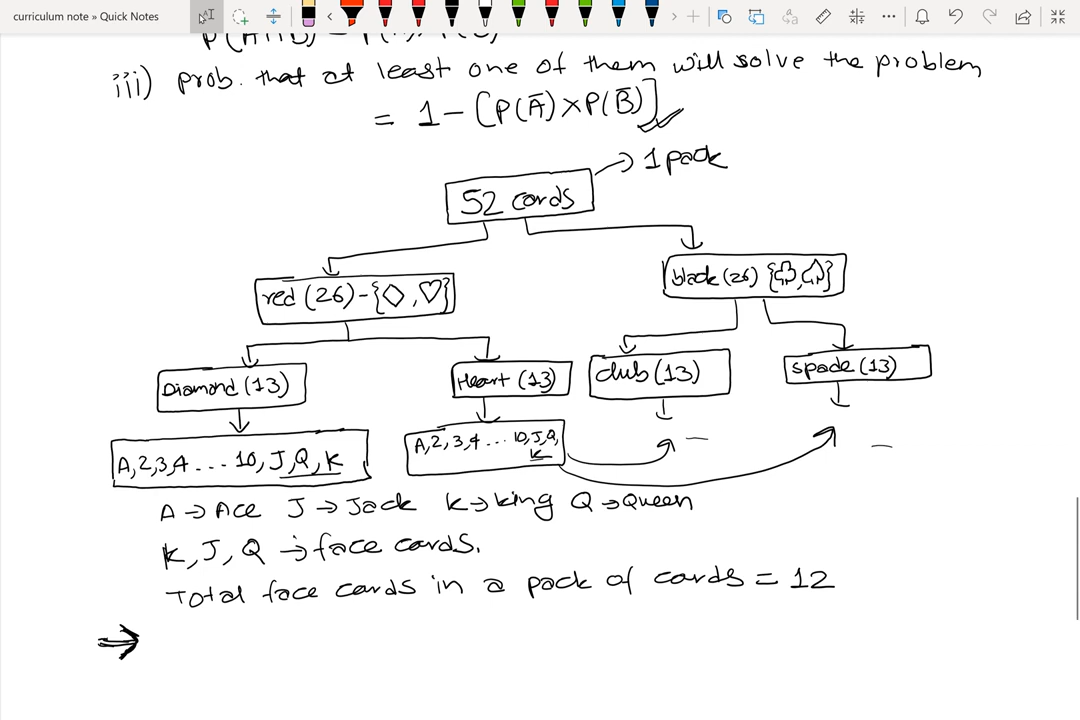 curriculum note » Quick Notes
iii) prob. that at least one of them will solve the problem
= 1-[P(Ā)×P(B̄)]
→ 1 pack
52 cards
red (26)-{♢,♡}
black (26) {♧,♤}
Diamond (13)
Heart (13)
club (13)
spade (13)
A,2,3,4...10,J,Q,K
A,2,3,4...10,J,Q,
K
A → Ace J → Jack K → king Q → Queen
K, J, Q → face cards.
Total face cards in a pack of cards = 12
⇒